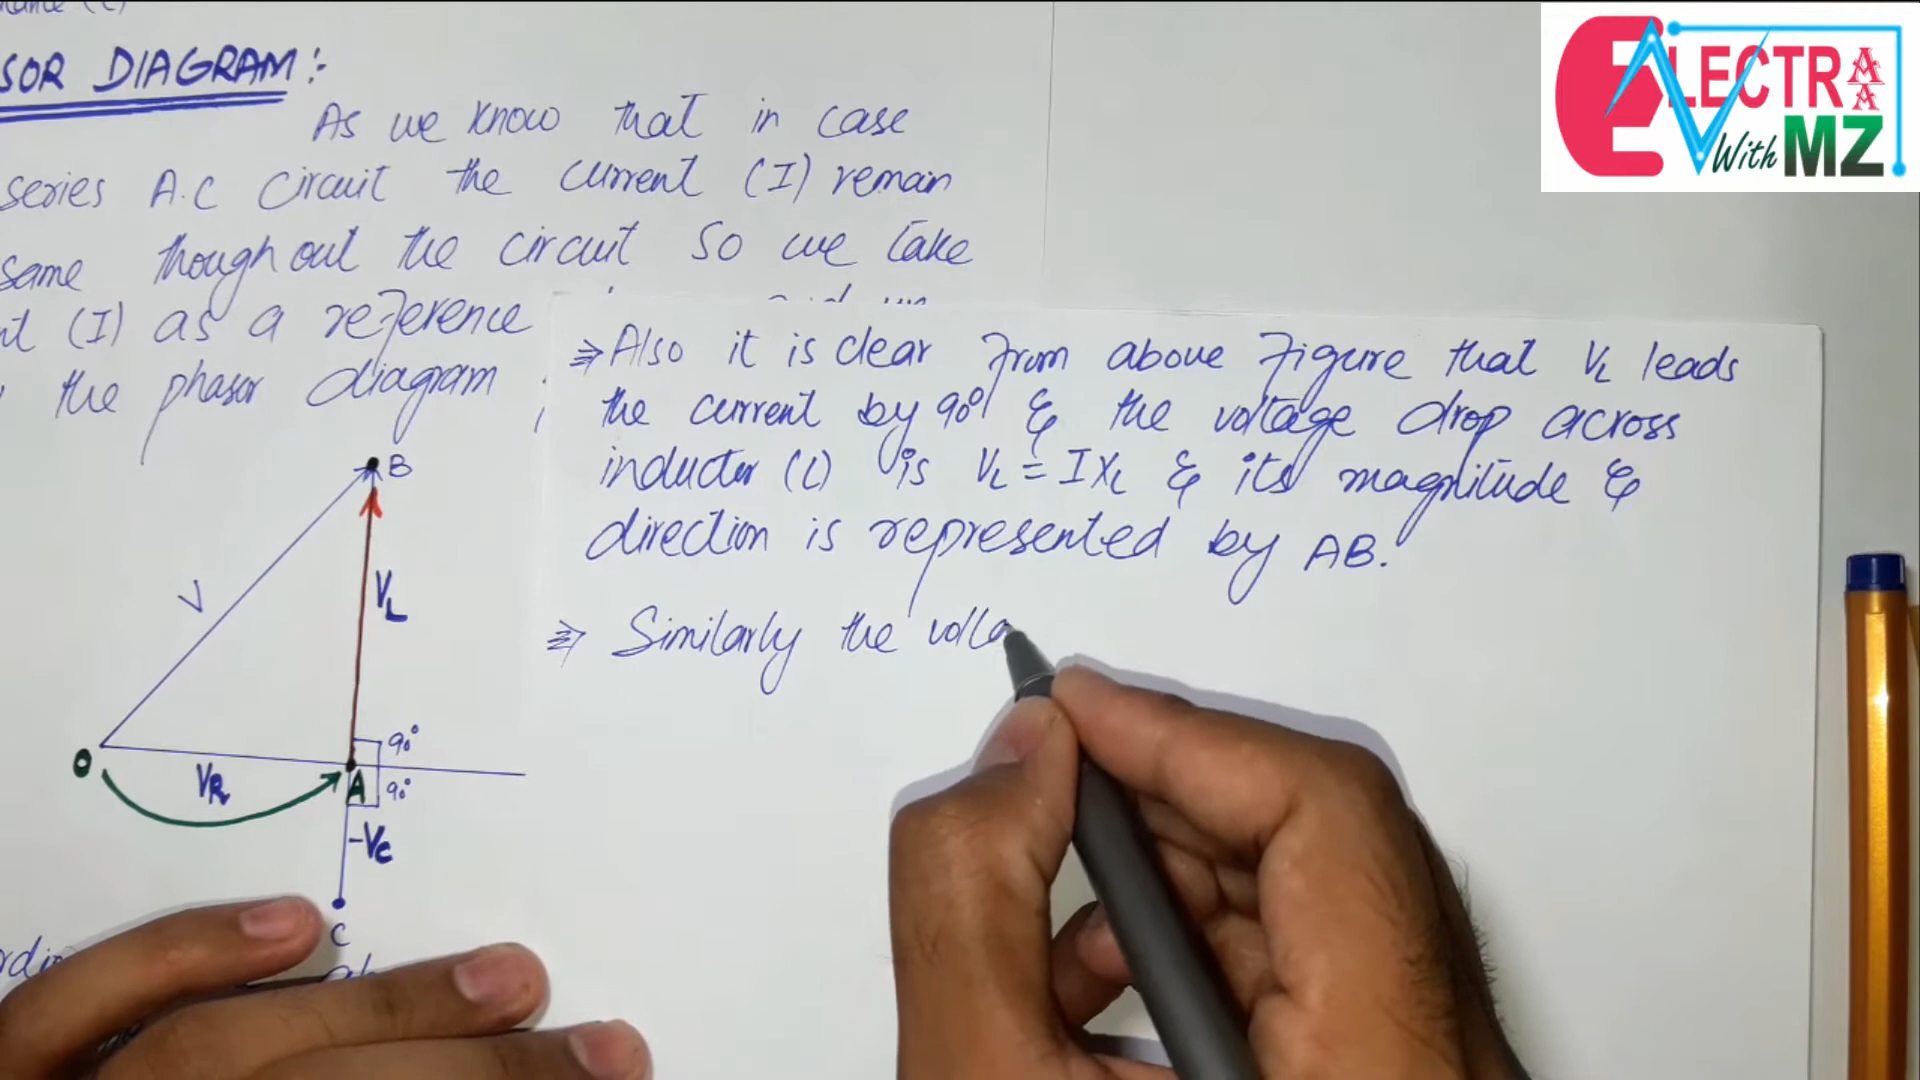 SOR DIAGRAM:-
As we know that in case
series A.C Circuit the current (I) remain
same though out the circuit so we take
(I) as a reference
the phasor diagram
⇛Also it is clear from above Figure that VL leads
the current by 90° & the voltage drop across
inductor (L) is VL = IXL & its magnitude &
direction is represented by AB.
⇛ Similarly the volta
B
V
VL
O
VR
A
90°
90°
-VC
C
ELECTRA
With MZ